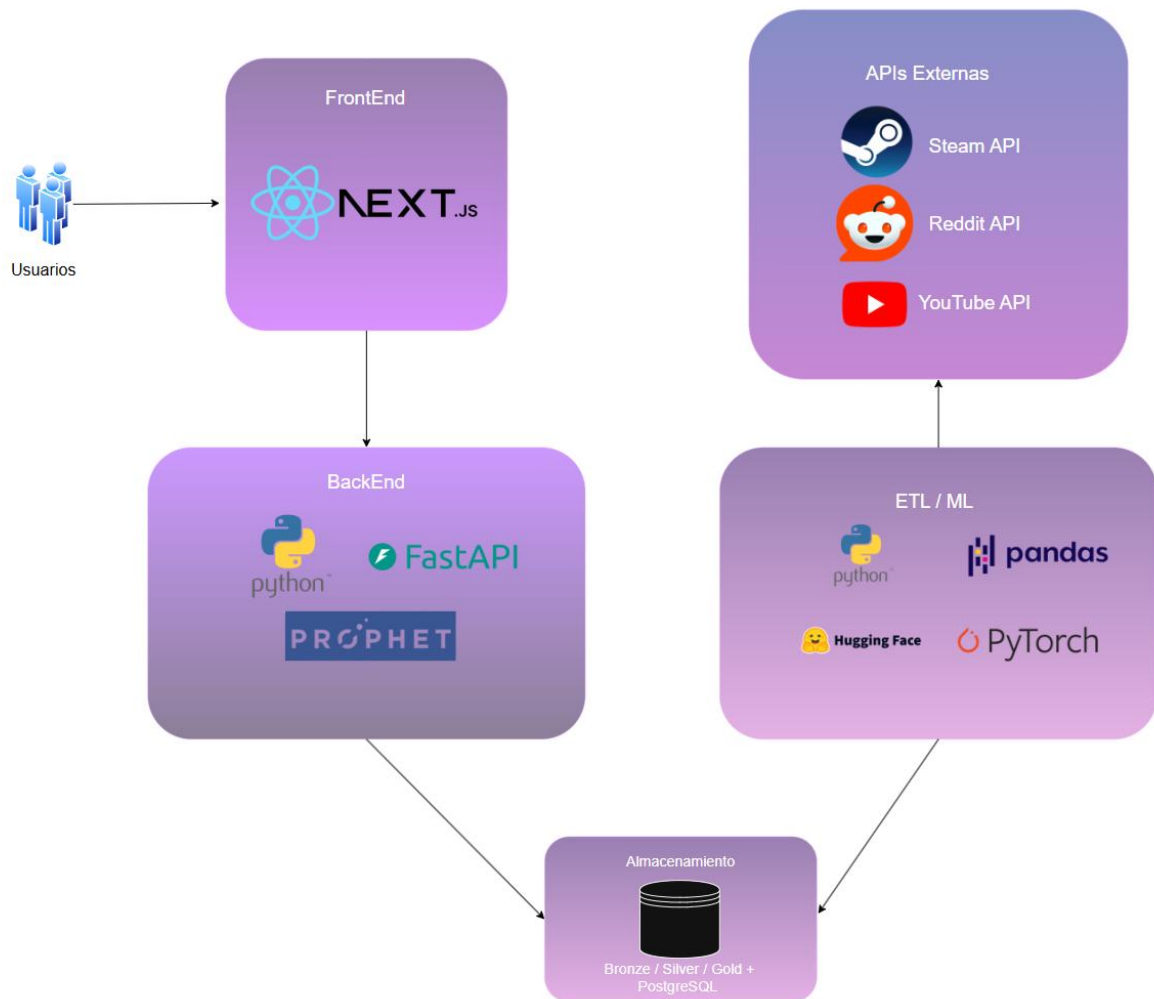 FrontEnd
NEXT.JS
Usuarios
BackEnd
python
FastAPI
PROPHET
APIs Externas
Steam API
Reddit API
YouTube API
ETL / ML
python
pandas
Hugging Face
PyTorch
Almacenamiento
Bronze / Silver / Gold +
PostgreSQL